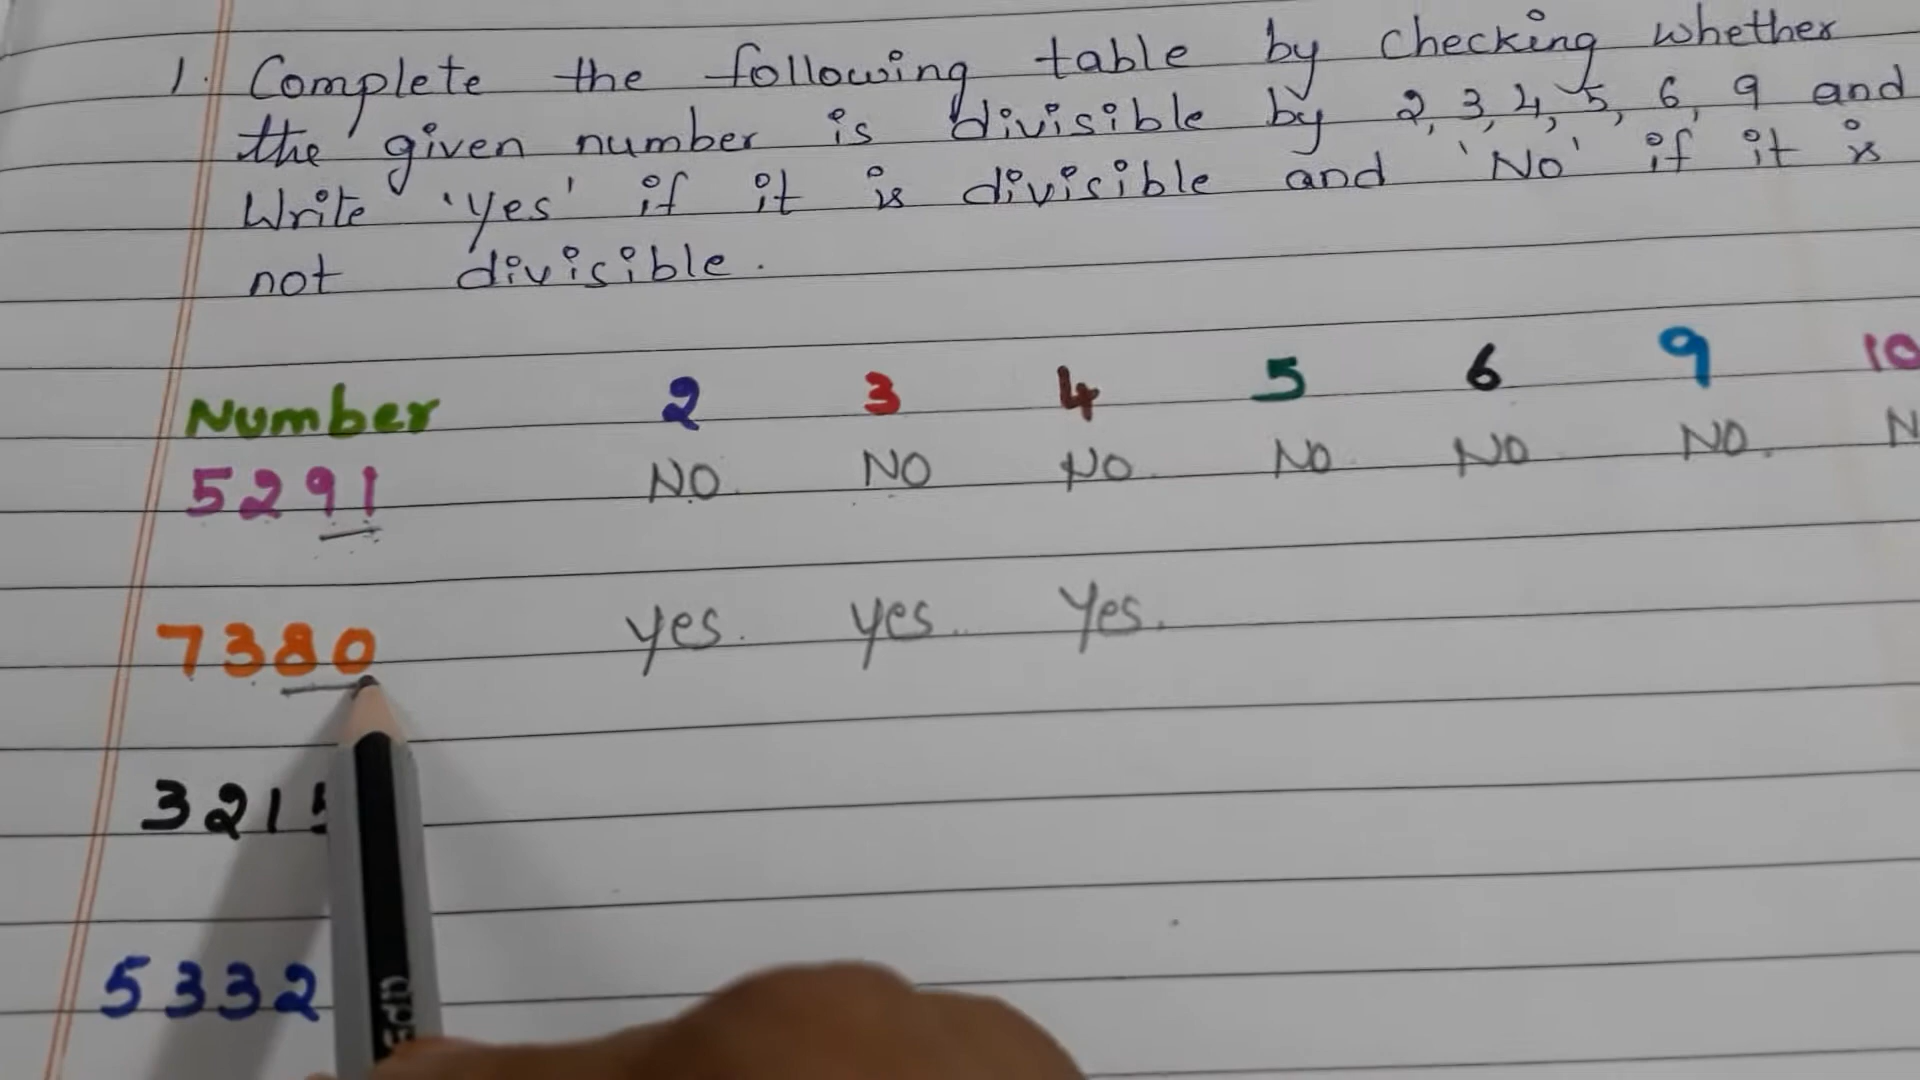 1. Complete the following table by checking whether
the given number is divisible by 2, 3, 4, 5, 6, 9 and
Write 'yes' if it is divisible and 'No' if it is
not divisible.
Number 2 3 4 5 6 9 10
5291 NO. NO NO. NO. NO NO. N
7380 yes. yes.. yes.
321
5332